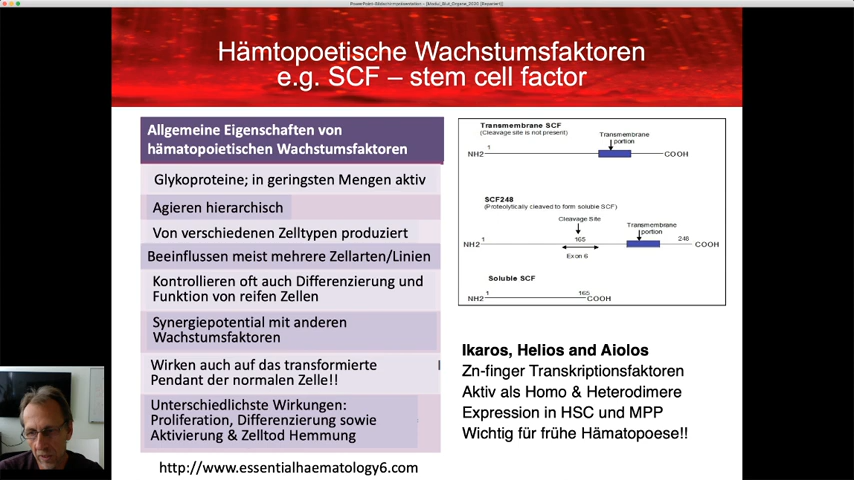 PowerPoint-Bildschirmpräsentation - [Modul_Blut_Organe_2020 [Repariert]]
Hämtopoetische Wachstumsfaktoren
e.g. SCF – stem cell factor
Allgemeine Eigenschaften von
hämatopoietischen Wachstumsfaktoren
Glykoproteine; in geringsten Mengen aktiv
Agieren hierarchisch
Von verschiedenen Zelltypen produziert
Beeinflussen meist mehrere Zellarten/Linien
Kontrollieren oft auch Differenzierung und
Funktion von reifen Zellen
Synergiepotential mit anderen
Wachstumsfaktoren
Wirken auch auf das transformierte
Pendant der normalen Zelle!!
Unterschiedlichste Wirkungen:
Proliferation, Differenzierung sowie
Aktivierung & Zelltod Hemmung
http://www.essentialhaematology6.com
Transmembrane SCF
(Cleavage site is not present)
Transmembrane
portion
1
NH2
COOH
SCF248
(Proteolytically cleaved to form soluble SCF)
Cleavage Site
Transmembrane
portion
1
165
248
NH2
COOH
Exon 6
Soluble SCF
1
165
NH2
COOH
Ikaros, Helios and Aiolos
Zn-finger Transkriptionsfaktoren
Aktiv als Homo & Heterodimere
Expression in HSC und MPP
Wichtig für frühe Hämatopoese!!